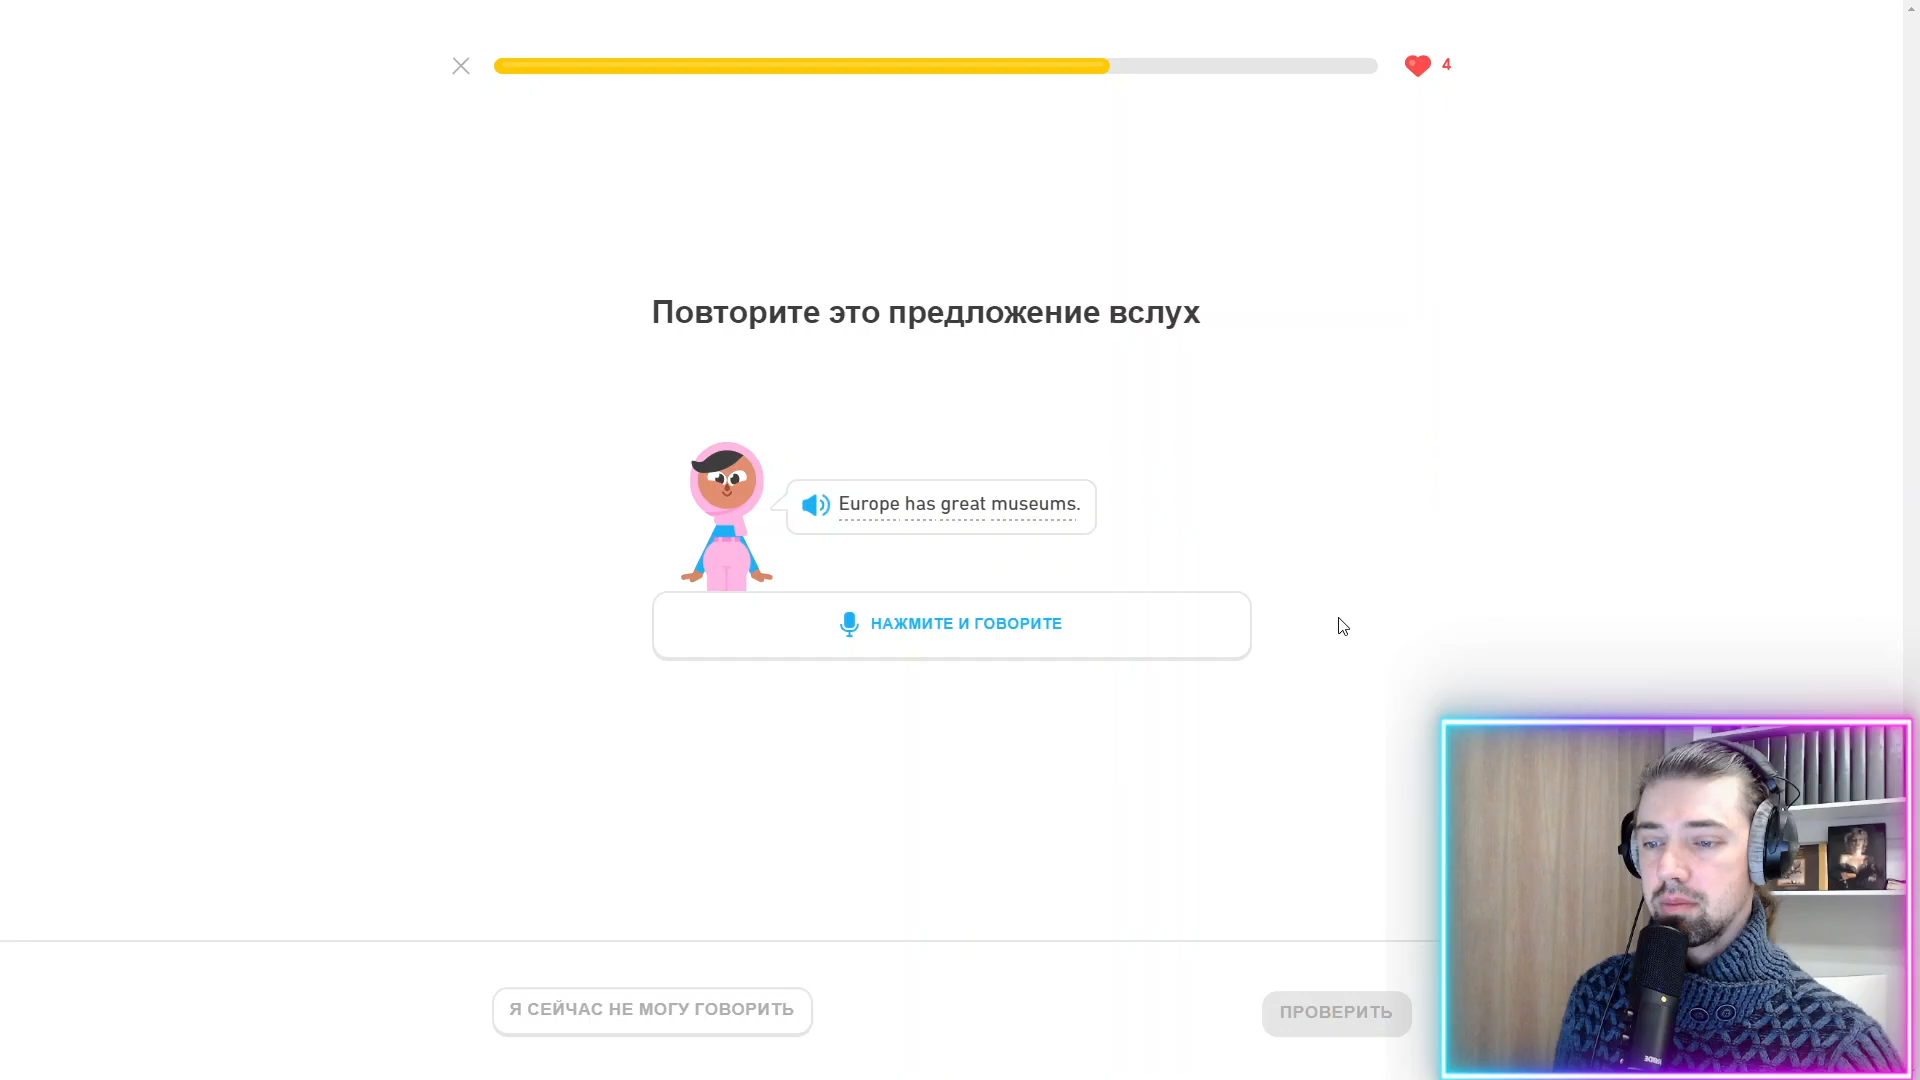 4
Повторите это предложение вслух
Europe has great museums.
НАЖМИТЕ И ГОВОРИТЕ
Я СЕЙЧАС НЕ МОГУ ГОВОРИТЬ
ПРОВЕРИТЬ